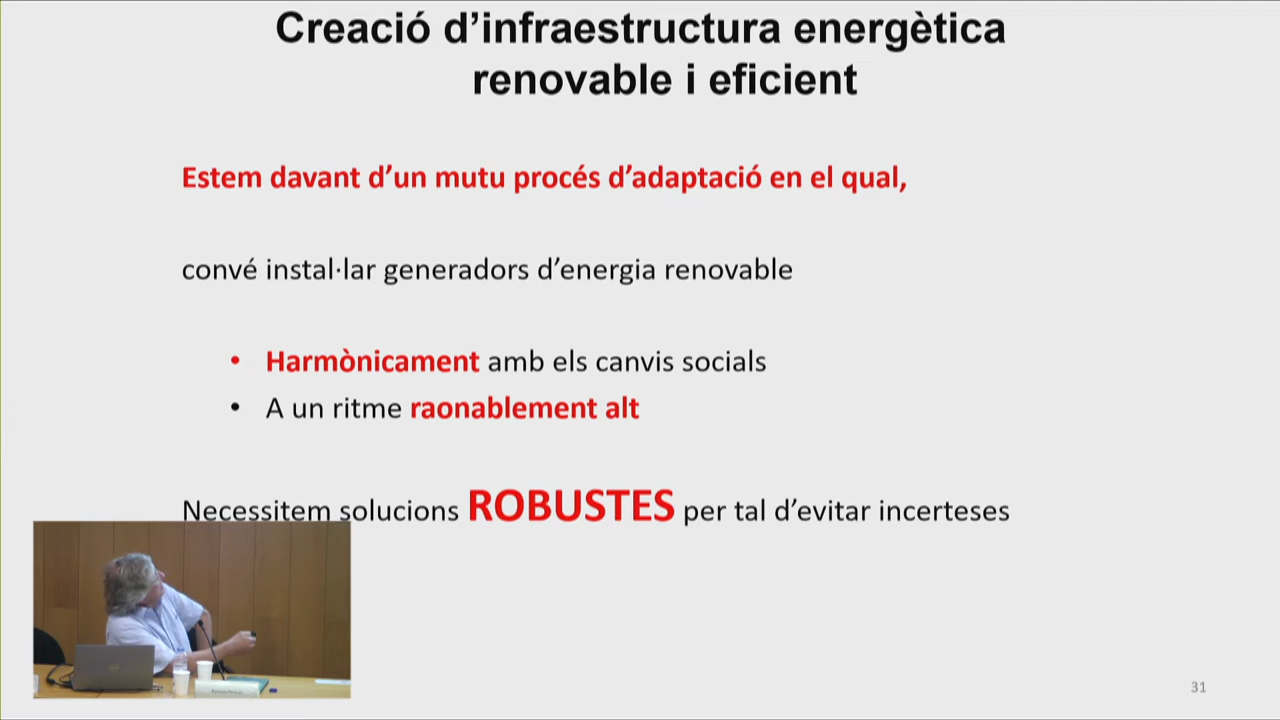 Creació d’infraestructura energètica
renovable i eficient
Estem davant d’un mutu procés d’adaptació en el qual,
convé instal·lar generadors d’energia renovable
• Harmònicament amb els canvis socials
• A un ritme raonablement alt
Necessitem solucions ROBUSTES per tal d’evitar incerteses
31